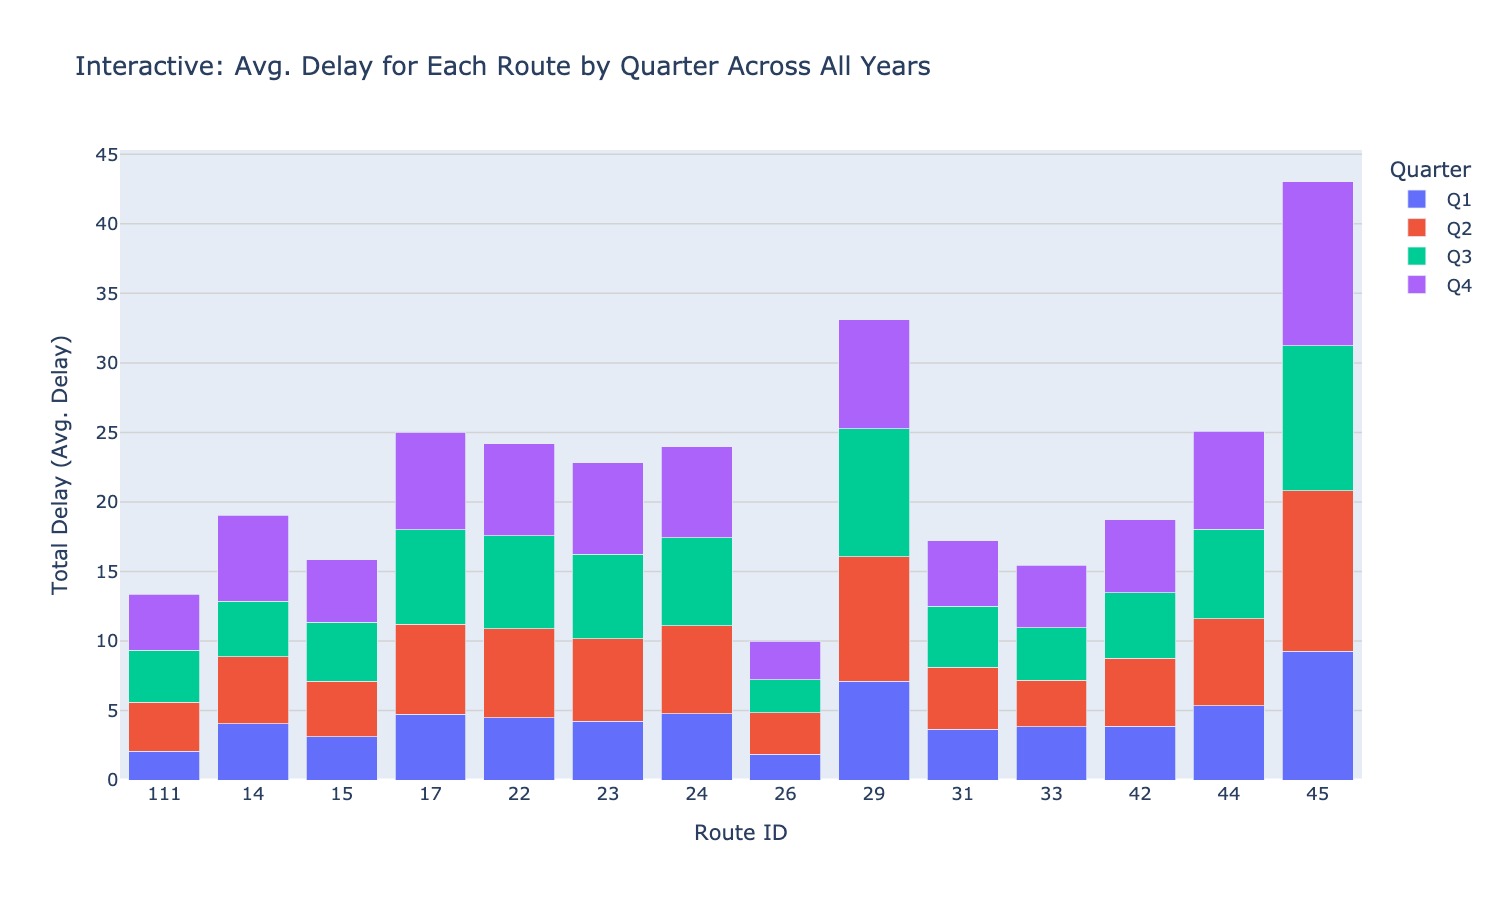 Interactive: Avg. Delay for Each Route by Quarter Across All Years
Total Delay (Avg. Delay)
45
40
35
30
25
20
15
10
5
0
111 14 15 17 22 23 24 26 29 31 33 42 44 45
Route ID
Quarter
Q1
Q2
Q3
Q4